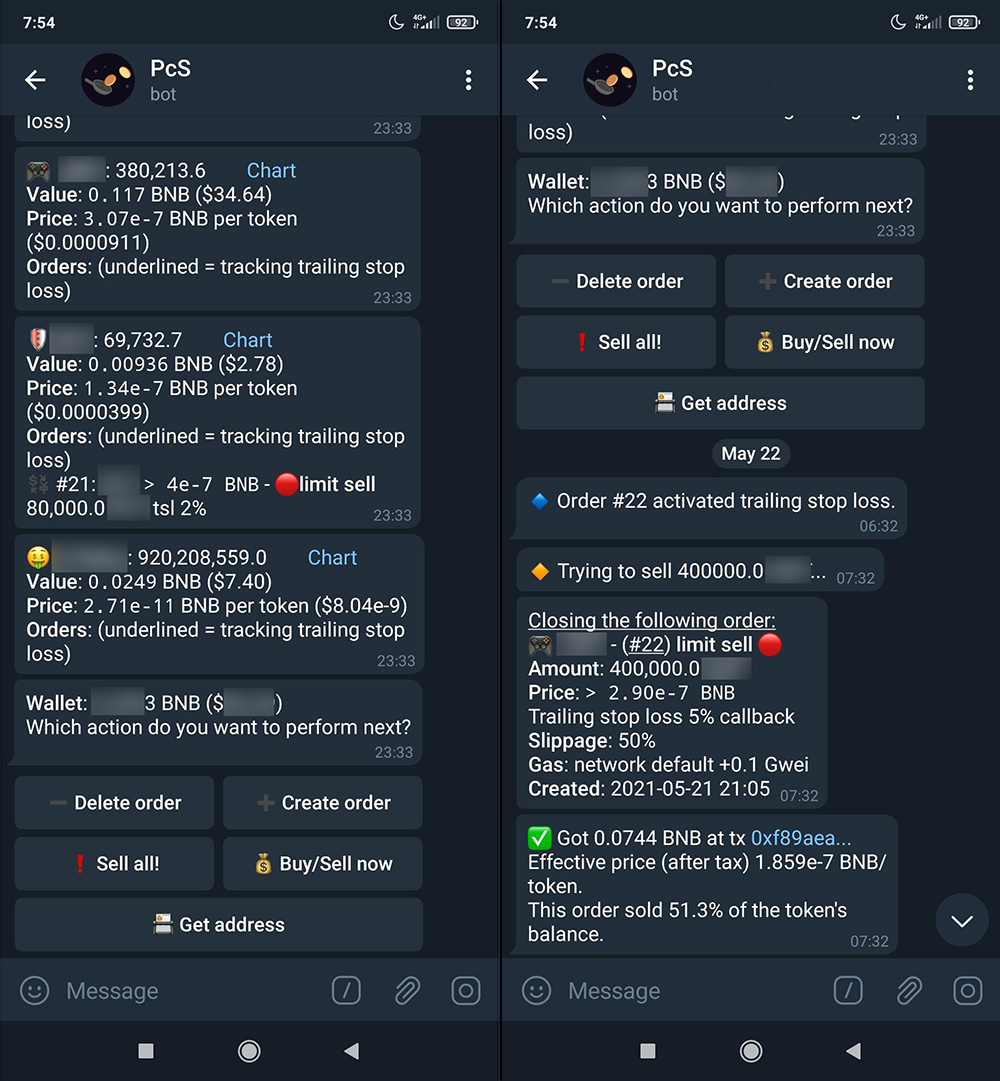 7:54
4G+
92
PcS
bot
loss)
23:33
: 380,213.6 Chart
Value: 0.117 BNB ($34.64)
Price: 3.07e-7 BNB per token
($0.0000911)
Orders: (underlined = tracking trailing stop
loss)
23:33
: 69,732.7 Chart
Value: 0.00936 BNB ($2.78)
Price: 1.34e-7 BNB per token
($0.0000399)
Orders: (underlined = tracking trailing stop
loss)
#21: > 4e-7 BNB - limit sell
80,000.0 tsl 2%
23:33
: 920,208,559.0 Chart
Value: 0.0249 BNB ($7.40)
Price: 2.71e-11 BNB per token ($8.04e-9)
Orders: (underlined = tracking trailing stop
loss)
23:33
Wallet: 3 BNB ($ )
Which action do you want to perform next?
23:33
Delete order
Create order
Sell all!
Buy/Sell now
Get address
Message
7:54
4G+
92
PcS
bot
loss)
23:33
Wallet: 3 BNB ($ )
Which action do you want to perform next?
23:33
Delete order
Create order
Sell all!
Buy/Sell now
Get address
May 22
Order #22 activated trailing stop loss.
06:32
Trying to sell 400000.0 ... 07:32
Closing the following order:
- (#22) limit sell
Amount: 400,000.0
Price: > 2.90e-7 BNB
Trailing stop loss 5% callback
Slippage: 50%
Gas: network default +0.1 Gwei
Created: 2021-05-21 21:05 07:32
Got 0.0744 BNB at tx 0xf89aea...
Effective price (after tax) 1.859e-7 BNB/
token.
This order sold 51.3% of the token's
balance.
07:32
Message